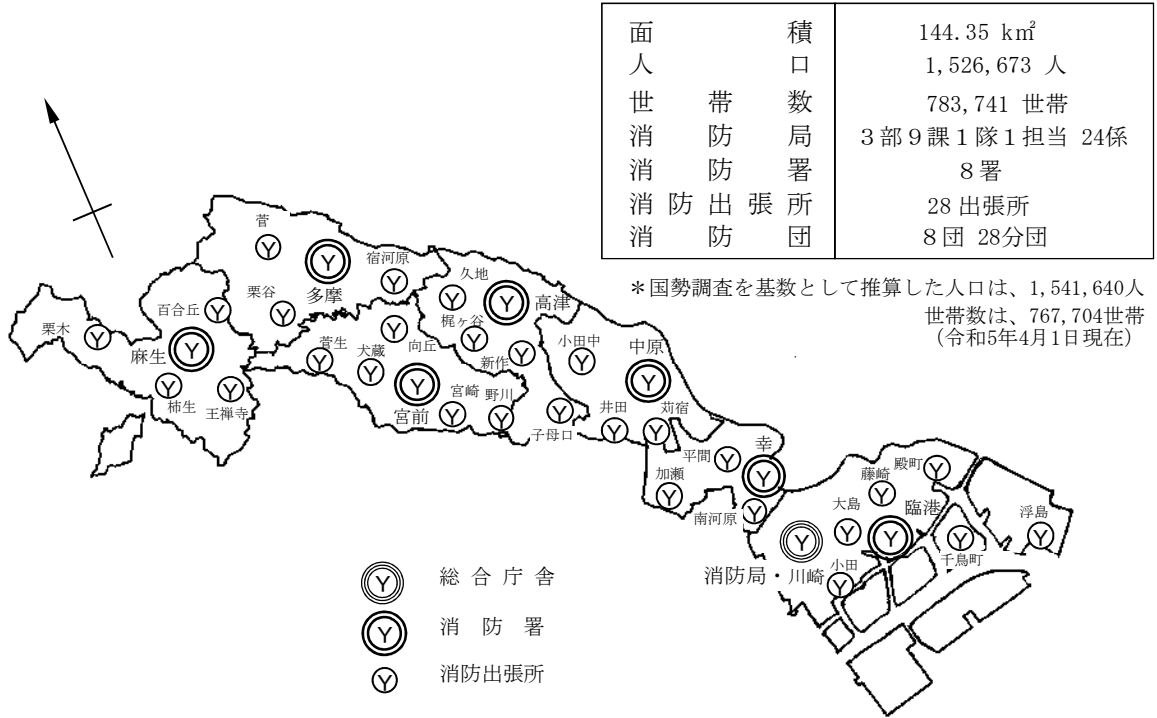 面積 144.35 k㎡
人口 1,526,673 人
世帯数 783,741 世帯
消防局 3部9課1隊1担当 24係
消防署 8署
消防出張所 28出張所
消防団 8団 28分団
＊国勢調査を基数として推算した人口は、1,541,640人
世帯数は、767,704世帯
(令和5年4月1日現在)
菅
宿河原
多摩
栗谷
百合丘
栗木
麻生
柿生
王禅寺
久地
高津
梶ヶ谷
新作
向丘
菅生
犬蔵
宮前
宮崎
野川
子母口
小田中
中原
井田
苅宿
平間
幸
加瀬
南河原
殿町
藤崎
大島
臨港
浮島
千鳥町
小田
消防局・川崎
Y 総合庁舎
Y 消防署
Y 消防出張所